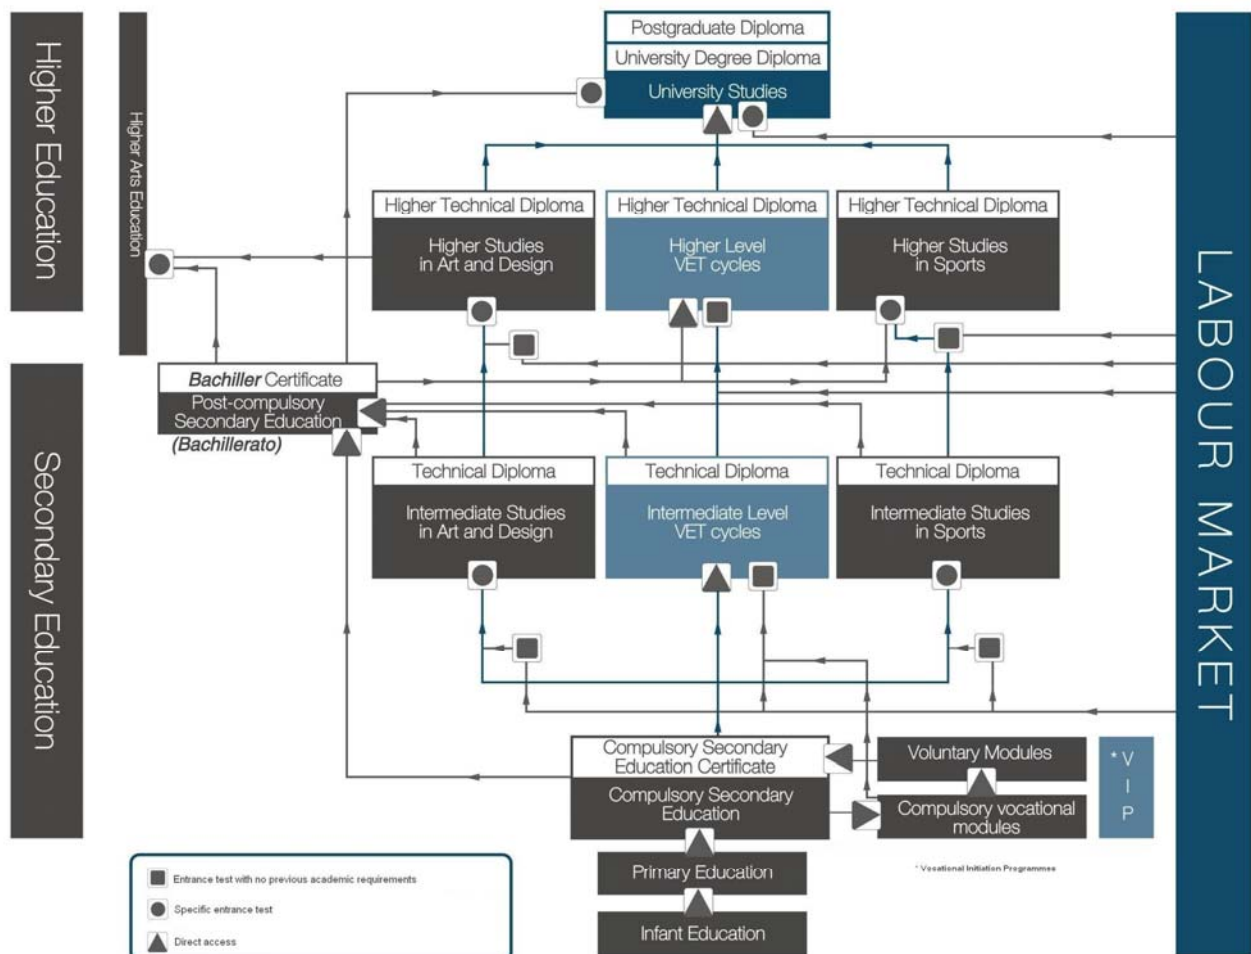 Higher Education
Higher Arts Education
Postgraduate Diploma
University Degree Diploma
University Studies
LABOUR MARKET
Higher Technical Diploma
Higher Studies
in Art and Design
Higher Technical Diploma
Higher Level
VET cycles
Higher Technical Diploma
Higher Studies
in Sports
Secondary Education
Bachiller Certificate
Post-compulsory
Secondary Education
(Bachillerato)
Technical Diploma
Intermediate Studies
in Art and Design
Technical Diploma
Intermediate Level
VET cycles
Technical Diploma
Intermediate Studies
in Sports
Compulsory Secondary
Education Certificate
Compulsory Secondary
Education
Voluntary Modules
Compulsory vocational
modules
* V
I
P
Primary Education
Infant Education
* Vocational Initiation Programmes
Entrance test with no previous academic requirements
Specific entrance test
Direct access